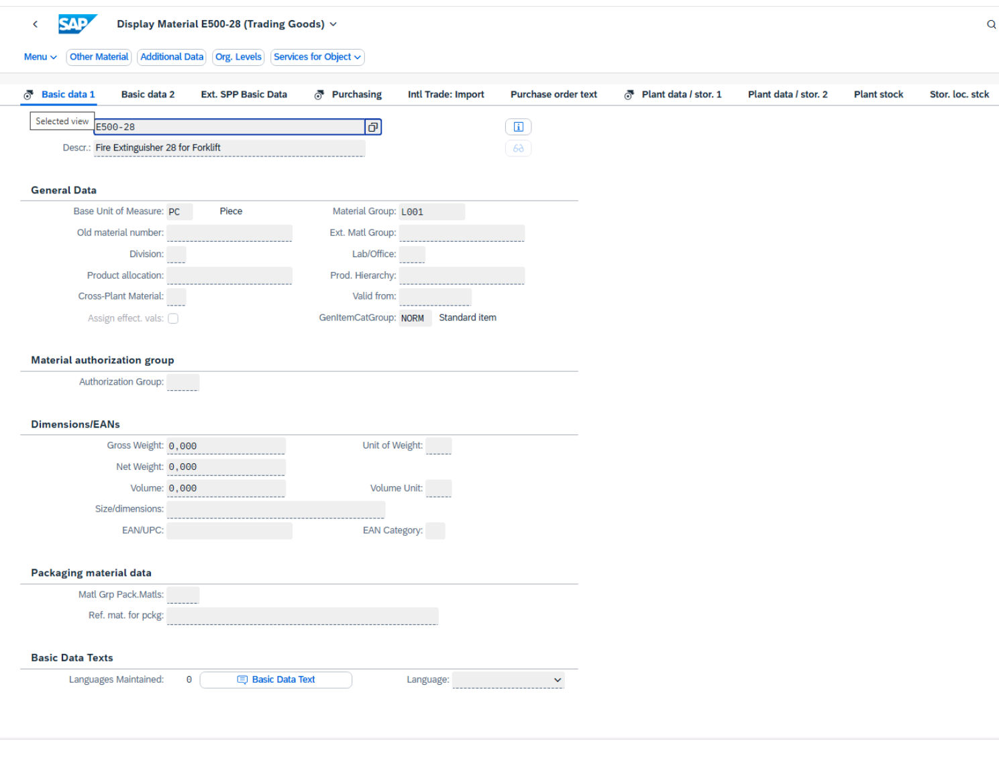 SAP Display Material E500-28 (Trading Goods)
Menu Other Material Additional Data Org. Levels Services for Object
Basic data 1 Basic data 2 Ext. SPP Basic Data Purchasing Intl Trade: Import Purchase order text Plant data / stor. 1 Plant data / stor. 2 Plant stock Stor. loc. stck
Selected view E500-28
Descr.: Fire Extinguisher 28 for Forklift
General Data
Base Unit of Measure: PC Piece Material Group: L001
Old material number: Ext. Matl Group:
Division: Lab/Office:
Product allocation: Prod. Hierarchy:
Cross-Plant Material: Valid from:
Assign effect. vals: GenItemCatGroup: NORM Standard item
Material authorization group
Authorization Group:
Dimensions/EANs
Gross Weight: 0,000 Unit of Weight:
Net Weight: 0,000
Volume: 0,000 Volume Unit:
Size/dimensions:
EAN/UPC: EAN Category:
Packaging material data
Matl Grp Pack.Matls:
Ref. mat. for pckg:
Basic Data Texts
Languages Maintained: 0 Basic Data Text Language: